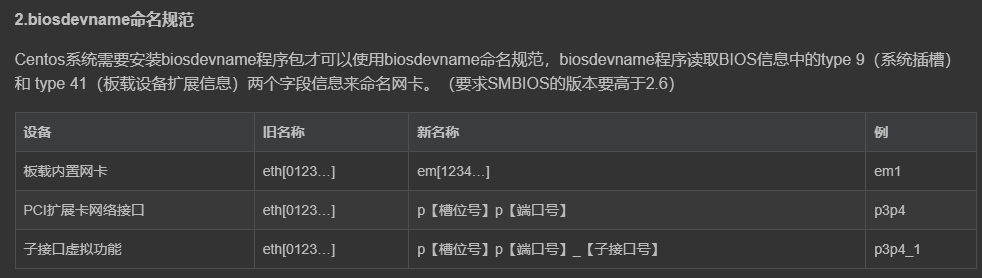 2.biosdevname命名规范
Centos系统需要安装biosdevname程序包才可以使用biosdevname命名规范，biosdevname程序读取BIOS信息中的type 9（系统插槽）
和 type 41（板载设备扩展信息）两个字段信息来命名网卡。（要求SMBIOS的版本要高于2.6）
设备 旧名称 新名称 例
板载内置网卡 eth[0123…] em[1234…] em1
PCI扩展卡网络接口 eth[0123…] p【槽位号】p【端口号】 p3p4
子接口虚拟功能 eth[0123…] p【槽位号】p【端口号】_【子接口号】 p3p4_1